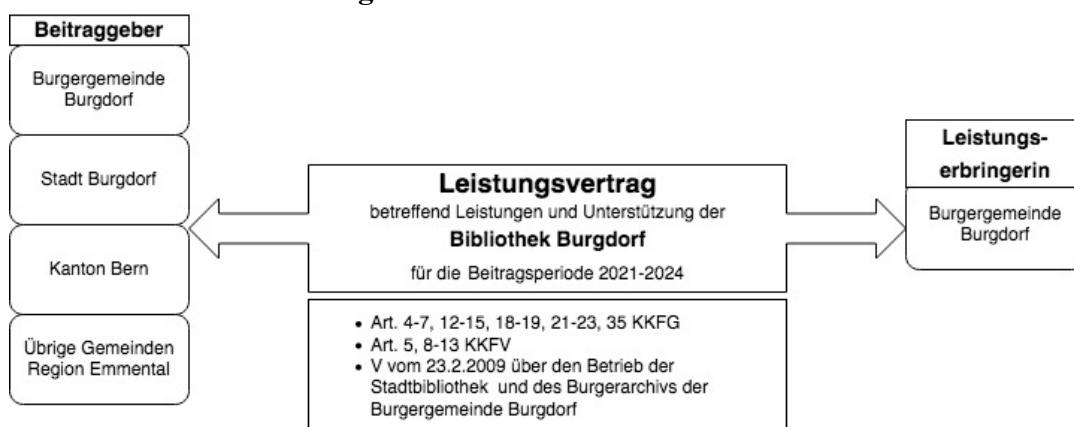 Beitraggeber
Burgergemeinde
Burgdorf
Stadt Burgdorf
Kanton Bern
Übrige Gemeinden
Region Emmental
Leistungsvertrag
betreffend Leistungen und Unterstützung der
Bibliothek Burgdorf
für die Beitragsperiode 2021-2024
• Art. 4-7, 12-15, 18-19, 21-23, 35 KKFG
• Art. 5, 8-13 KKFV
• V vom 23.2.2009 über den Betrieb der
Stadtbibliothek und des Burgerarchivs der
Burgergemeinde Burgdorf
Leistungs-
erbringerin
Burgergemeinde
Burgdorf